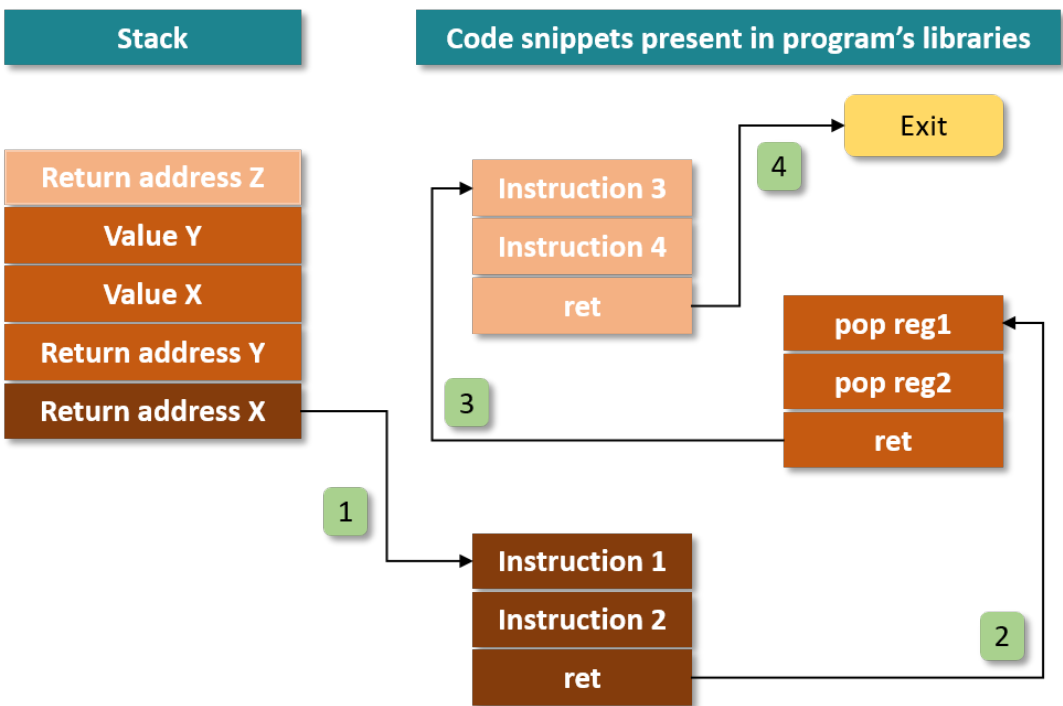 Stack
Code snippets present in program's libraries
Return address Z
Value Y
Value X
Return address Y
Return address X
Instruction 3
Instruction 4
ret
4
Exit
pop reg1
pop reg2
ret
3
1
Instruction 1
Instruction 2
ret
2